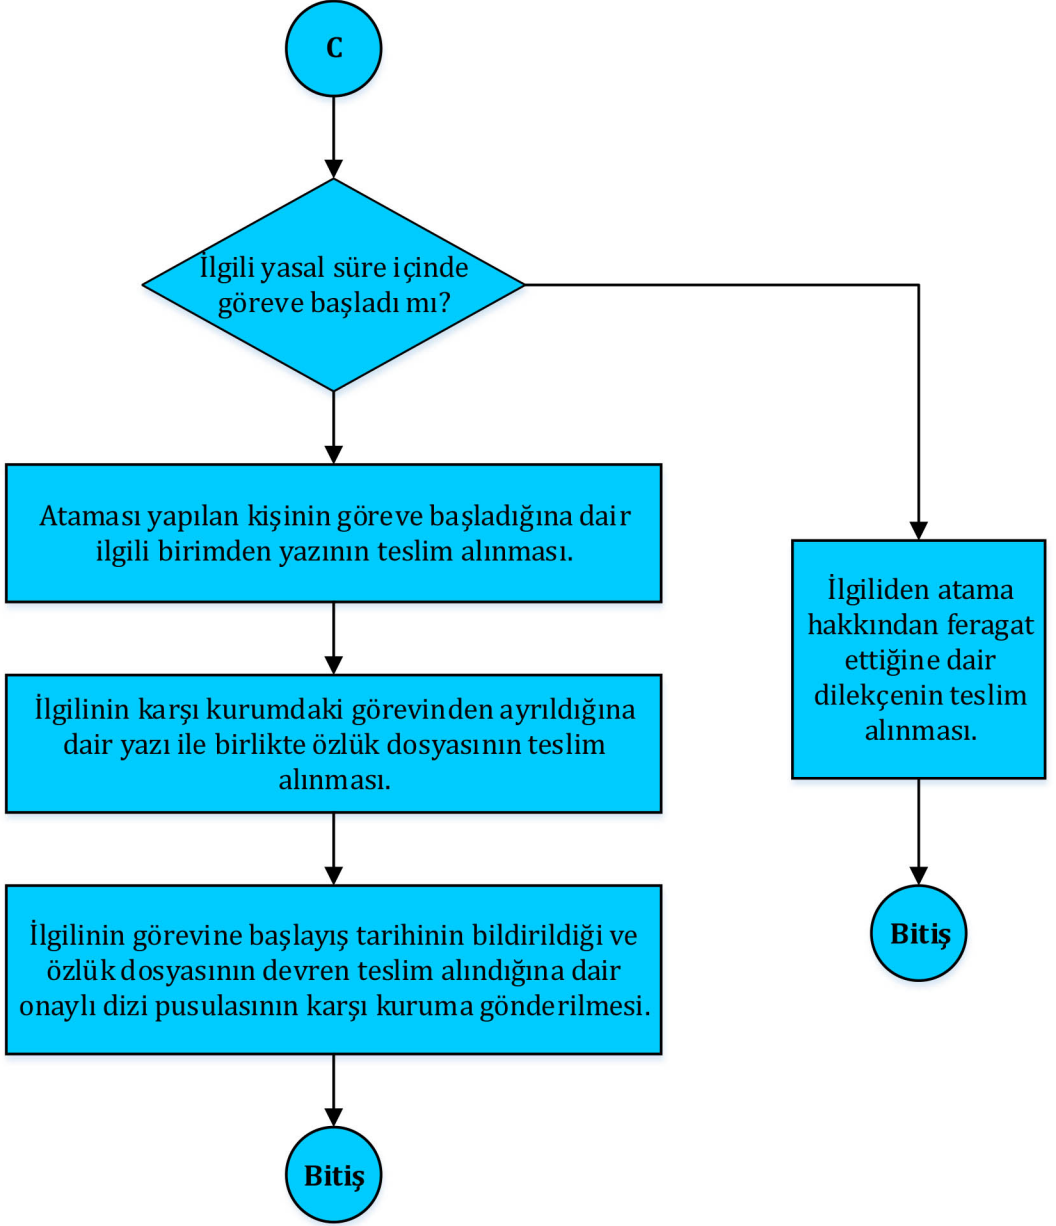 C
İlgili yasal süre içinde
göreve başladı mı?
Ataması yapılan kişinin göreve başladığına dair
ilgili birimden yazının teslim alınması.
İlgiliden atama
hakkından feragat
ettiğine dair
dilekçenin teslim
alınması.
İlgilinin karşı kurumdaki görevinden ayrıldığına
dair yazı ile birlikte özlük dosyasının teslim
alınması.
İlgilinin görevine başlayış tarihinin bildirildiği ve
özlük dosyasının devren teslim alındığına dair
onaylı dizi pusulasının karşı kuruma gönderilmesi.
Bitiş
Bitiş